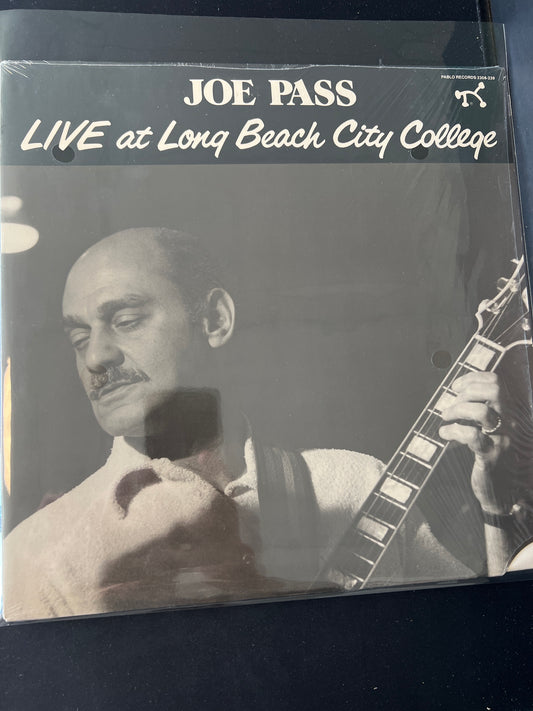 PABLO RECORDS 2308-239
JOE PASS
LIVE at Long Beach City College